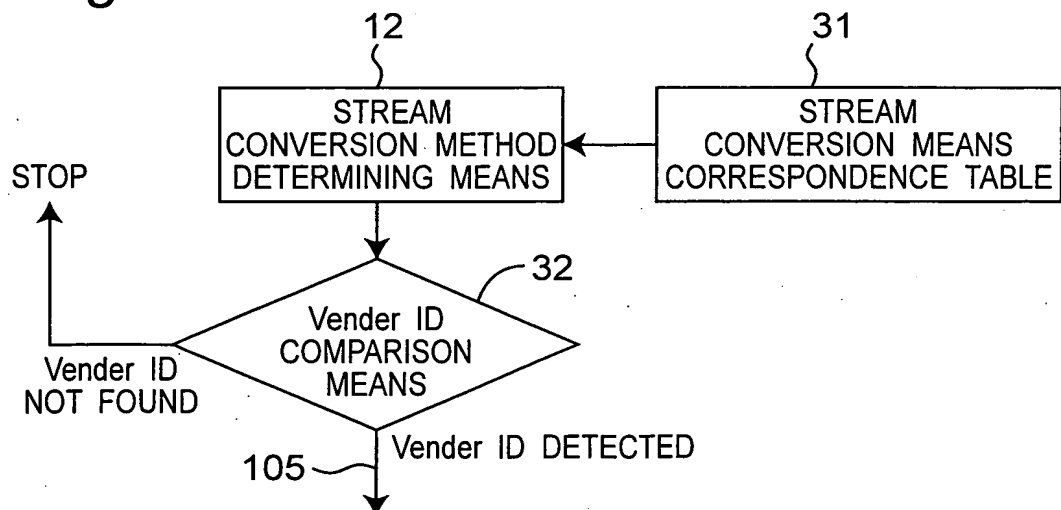 12
31
STREAM
CONVERSION METHOD
DETERMINING MEANS
STREAM
CONVERSION MEANS
CORRESPONDENCE TABLE
STOP
32
Vender ID
COMPARISON
MEANS
Vender ID
NOT FOUND
Vender ID DETECTED
105